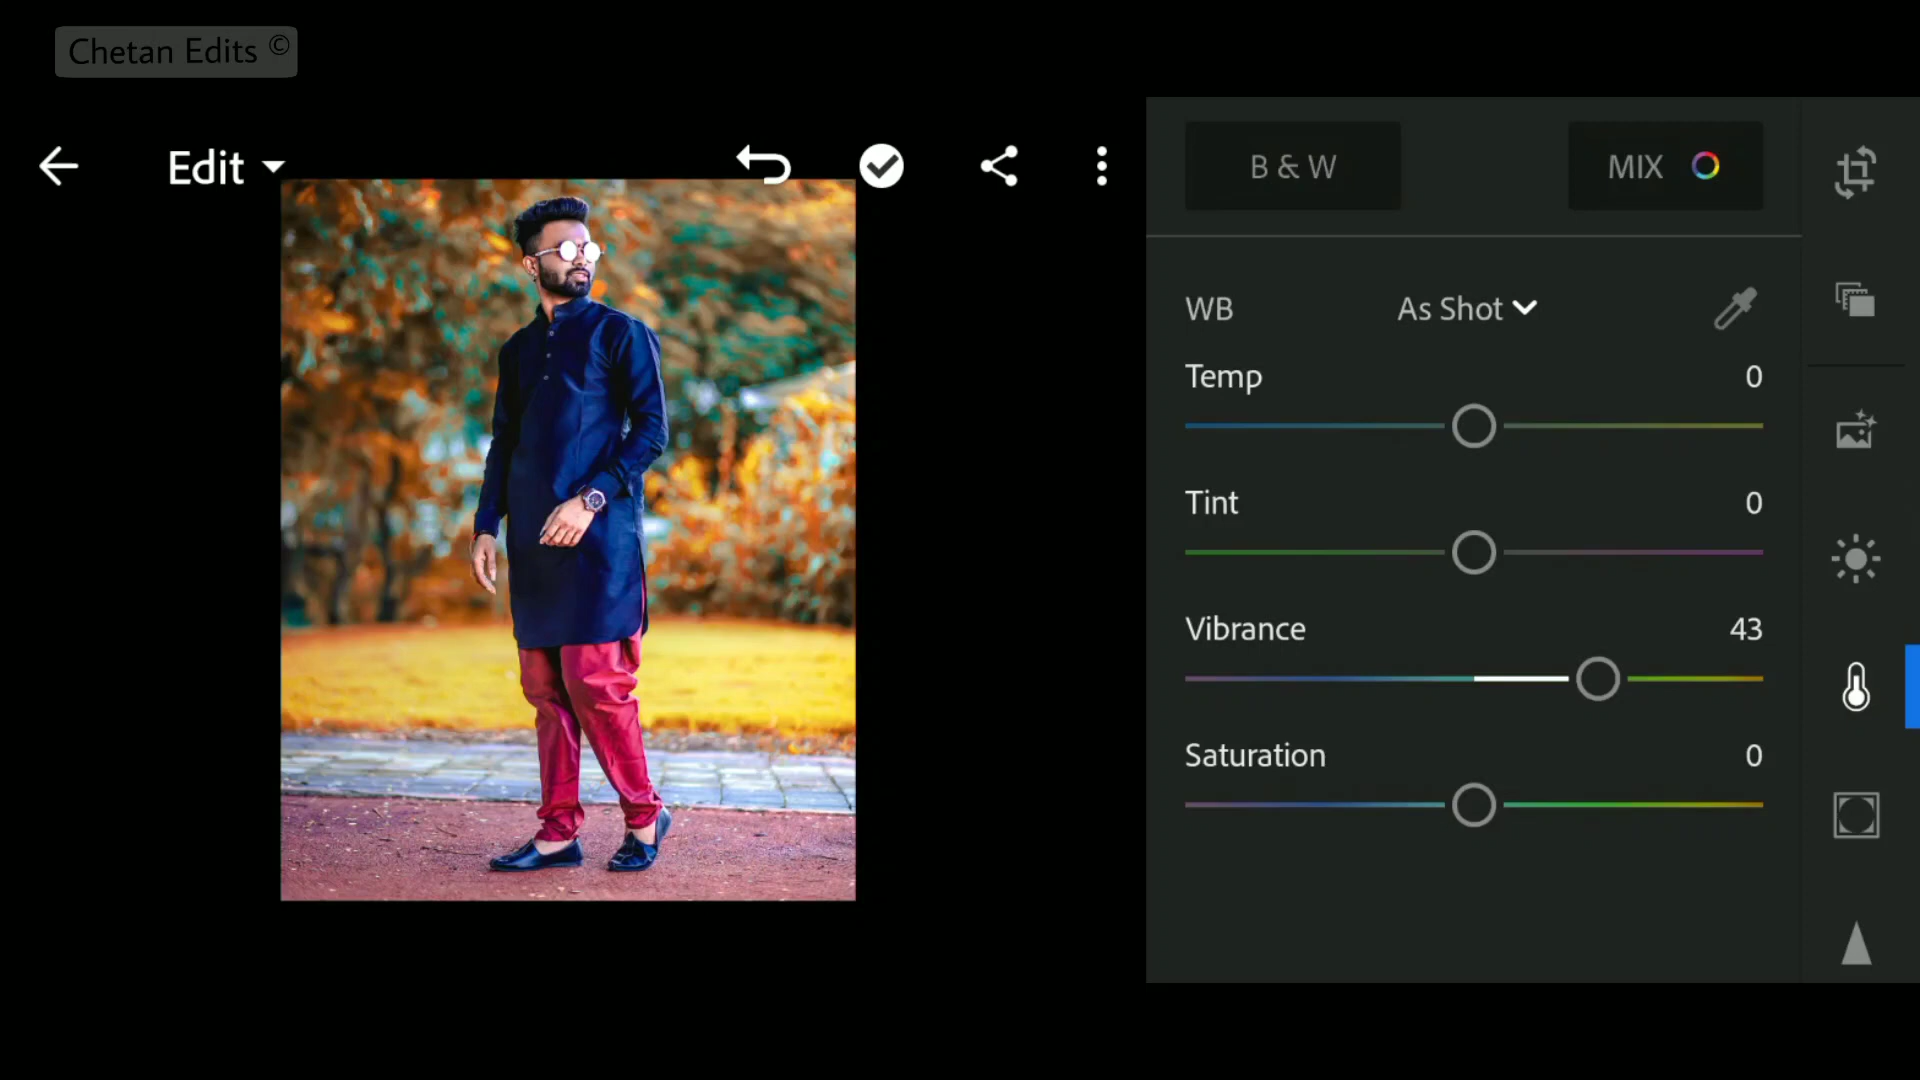 Chetan Edits ©
Edit
B & W
MIX
WB
As Shot
Temp
0
Tint
0
Vibrance
43
Saturation
0